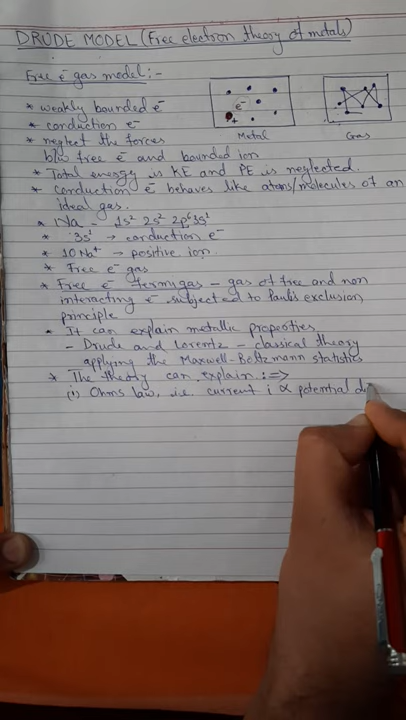 DRUDE MODEL (Free electron theory of metals)
Free e⁻ gas model:-
* weakly bounded e⁻
* conduction e⁻
* neglect the forces
b/w free e⁻ and bounded ion
e⁻
+
Metal
Gas
* Total energy is KE and PE is neglected.
* conduction e⁻ behaves like atoms/molecules of an
ideal gas.
* Na - 1s² 2s² 2p⁶ 3s¹
* 3s¹ → conduction e⁻
* 10 Na⁺ → positive ion.
* Free e⁻ gas
* Free e⁻ fermigas - gas of free and non
interacting e⁻ subjected to Paulis exclusion
principle
* It can explain metallic properties
- Drude and Lorentz - classical theory
applying the Maxwell-Boltzmann statistics
* The theory can explain :=>
(i) Ohms law, i.e. current i ∝ potential di